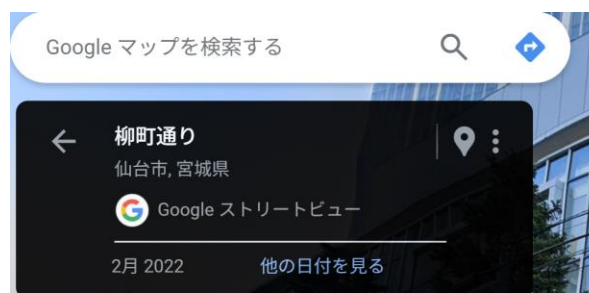 Google マップを検索する
柳町通り
仙台市, 宮城県
Google ストリートビュー
2月 2022 他の日付を見る